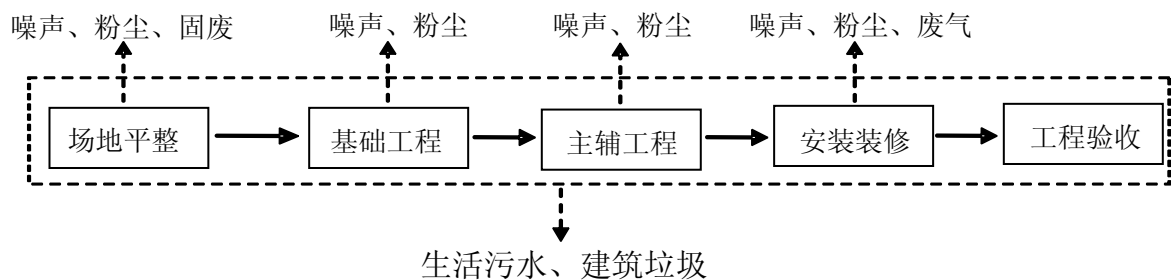 噪声、粉尘、固废
噪声、粉尘
噪声、粉尘
噪声、粉尘、废气
场地平整
基础工程
主辅工程
安装装修
工程验收
生活污水、建筑垃圾